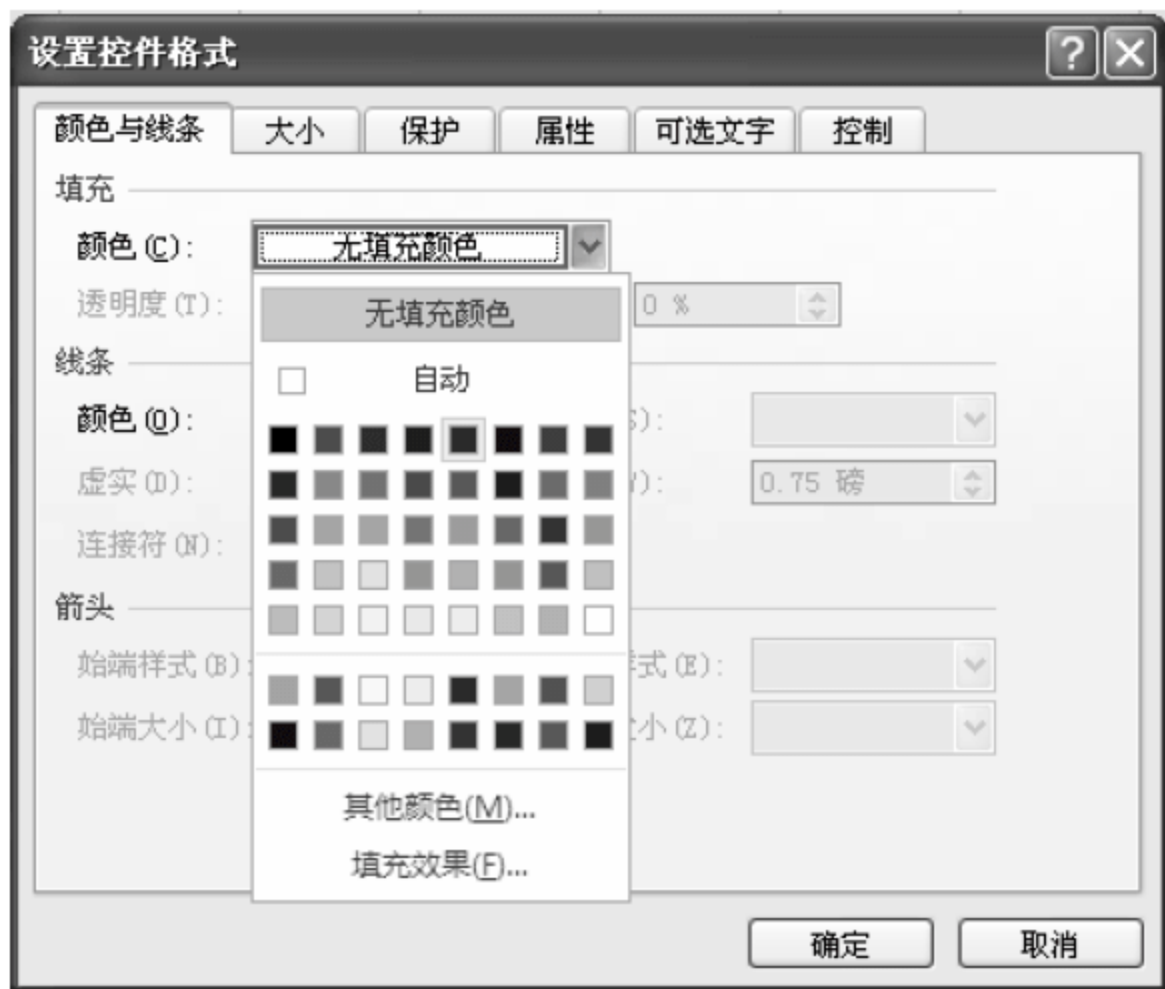 设置控件格式
颜色与线条 大小 保护 属性 可选文字 控制
填充
颜色(C): 无填充颜色
透明度(T): 0 %
无填充颜色
线条
自动
颜色(O): S):
虚实(D): W): 0.75 磅
连接符(N):
箭头
始端样式(B): 样式(E):
始端大小(I): 大小(Z):
其他颜色(M)...
填充效果(F)...
确定 取消